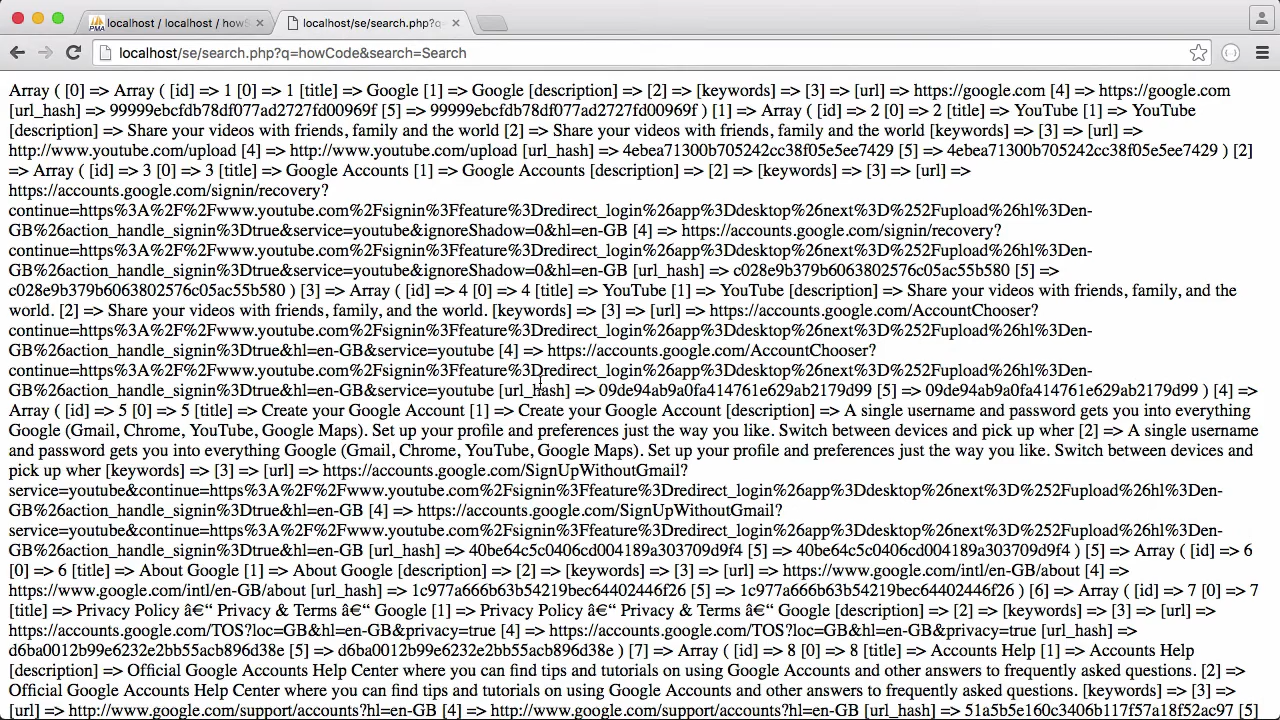 localhost / localhost / how
localhost/se/search.php?q=
localhost/se/search.php?q=howCode&search=Search
Array ( [0] => Array ( [id] => 1 [0] => 1 [title] => Google [1] => Google [description] => [2] => [keywords] => [3] => [url] => https://google.com [4] => https://google.com
[url_hash] => 99999ebcfdb78df077ad2727fd00969f [5] => 99999ebcfdb78df077ad2727fd00969f ) [1] => Array ( [id] => 2 [0] => 2 [title] => YouTube [1] => YouTube
[description] => Share your videos with friends, family and the world [2] => Share your videos with friends, family and the world [keywords] => [3] => [url] =>
http://www.youtube.com/upload [4] => http://www.youtube.com/upload [url_hash] => 4ebea71300b705242cc38f05e5ee7429 [5] => 4ebea71300b705242cc38f05e5ee7429 ) [2]
=> Array ( [id] => 3 [0] => 3 [title] => Google Accounts [1] => Google Accounts [description] => [2] => [keywords] => [3] => [url] =>
https://accounts.google.com/signin/recovery?
continue=https%3A%2F%2Fwww.youtube.com%2Fsignin%3Ffeature%3Dredirect_login%26app%3Ddesktop%26next%3D%252Fupload%26hl%3Den-
GB%26action_handle_signin%3Dtrue&service=youtube&ignoreShadow=0&hl=en-GB [4] => https://accounts.google.com/signin/recovery?
continue=https%3A%2F%2Fwww.youtube.com%2Fsignin%3Ffeature%3Dredirect_login%26app%3Ddesktop%26next%3D%252Fupload%26hl%3Den-
GB%26action_handle_signin%3Dtrue&service=youtube&ignoreShadow=0&hl=en-GB [url_hash] => c028e9b379b6063802576c05ac55b580 [5] =>
c028e9b379b6063802576c05ac55b580 ) [3] => Array ( [id] => 4 [0] => 4 [title] => YouTube [1] => YouTube [description] => Share your videos with friends, family, and the
world. [2] => Share your videos with friends, family, and the world. [keywords] => [3] => [url] => https://accounts.google.com/AccountChooser?
continue=https%3A%2F%2Fwww.youtube.com%2Fsignin%3Ffeature%3Dredirect_login%26app%3Ddesktop%26next%3D%252Fupload%26hl%3Den-
GB%26action_handle_signin%3Dtrue&hl=en-GB&service=youtube [4] => https://accounts.google.com/AccountChooser?
continue=https%3A%2F%2Fwww.youtube.com%2Fsignin%3Ffeature%3Dredirect_login%26app%3Ddesktop%26next%3D%252Fupload%26hl%3Den-
GB%26action_handle_signin%3Dtrue&hl=en-GB&service=youtube [url_hash] => 09de94ab9a0fa414761e629ab2179d99 [5] => 09de94ab9a0fa414761e629ab2179d99 ) [4] =>
Array ( [id] => 5 [0] => 5 [title] => Create your Google Account [1] => Create your Google Account [description] => A single username and password gets you into everything
Google (Gmail, Chrome, YouTube, Google Maps). Set up your profile and preferences just the way you like. Switch between devices and pick up wher [2] => A single username
and password gets you into everything Google (Gmail, Chrome, YouTube, Google Maps). Set up your profile and preferences just the way you like. Switch between devices and
pick up wher [keywords] => [3] => [url] => https://accounts.google.com/SignUpWithoutGmail?
service=youtube&continue=https%3A%2F%2Fwww.youtube.com%2Fsignin%3Ffeature%3Dredirect_login%26app%3Ddesktop%26next%3D%252Fupload%26hl%3Den-
GB%26action_handle_signin%3Dtrue&hl=en-GB [4] => https://accounts.google.com/SignUpWithoutGmail?
service=youtube&continue=https%3A%2F%2Fwww.youtube.com%2Fsignin%3Ffeature%3Dredirect_login%26app%3Ddesktop%26next%3D%252Fupload%26hl%3Den-
GB%26action_handle_signin%3Dtrue&hl=en-GB [url_hash] => 40be64c5c0406cd004189a303709d9f4 [5] => 40be64c5c0406cd004189a303709d9f4 ) [5] => Array ( [id] => 6
[0] => 6 [title] => About Google [1] => About Google [description] => [2] => [keywords] => [3] => [url] => https://www.google.com/intl/en-GB/about [4] =>
https://www.google.com/intl/en-GB/about [url_hash] => 1c977a666b63b54219bec64402446f26 [5] => 1c977a666b63b54219bec64402446f26 ) [6] => Array ( [id] => 7 [0] => 7
[title] => Privacy Policy â€“ Privacy & Terms â€“ Google [1] => Privacy Policy â€“ Privacy & Terms â€“ Google [description] => [2] => [keywords] => [3] => [url] =>
https://accounts.google.com/TOS?loc=GB&hl=en-GB&privacy=true [4] => https://accounts.google.com/TOS?loc=GB&hl=en-GB&privacy=true [url_hash] =>
d6ba0012b99e6232e2bb55acb896d38e [5] => d6ba0012b99e6232e2bb55acb896d38e ) [7] => Array ( [id] => 8 [0] => 8 [title] => Accounts Help [1] => Accounts Help
[description] => Official Google Accounts Help Center where you can find tips and tutorials on using Google Accounts and other answers to frequently asked questions. [2] =>
Official Google Accounts Help Center where you can find tips and tutorials on using Google Accounts and other answers to frequently asked questions. [keywords] => [3] =>
[url] => http://www.google.com/support/accounts?hl=en-GB [4] => http://www.google.com/support/accounts?hl=en-GB [url_hash] => 51a5b5e160c3406b117f57a18f52ac97 [5]